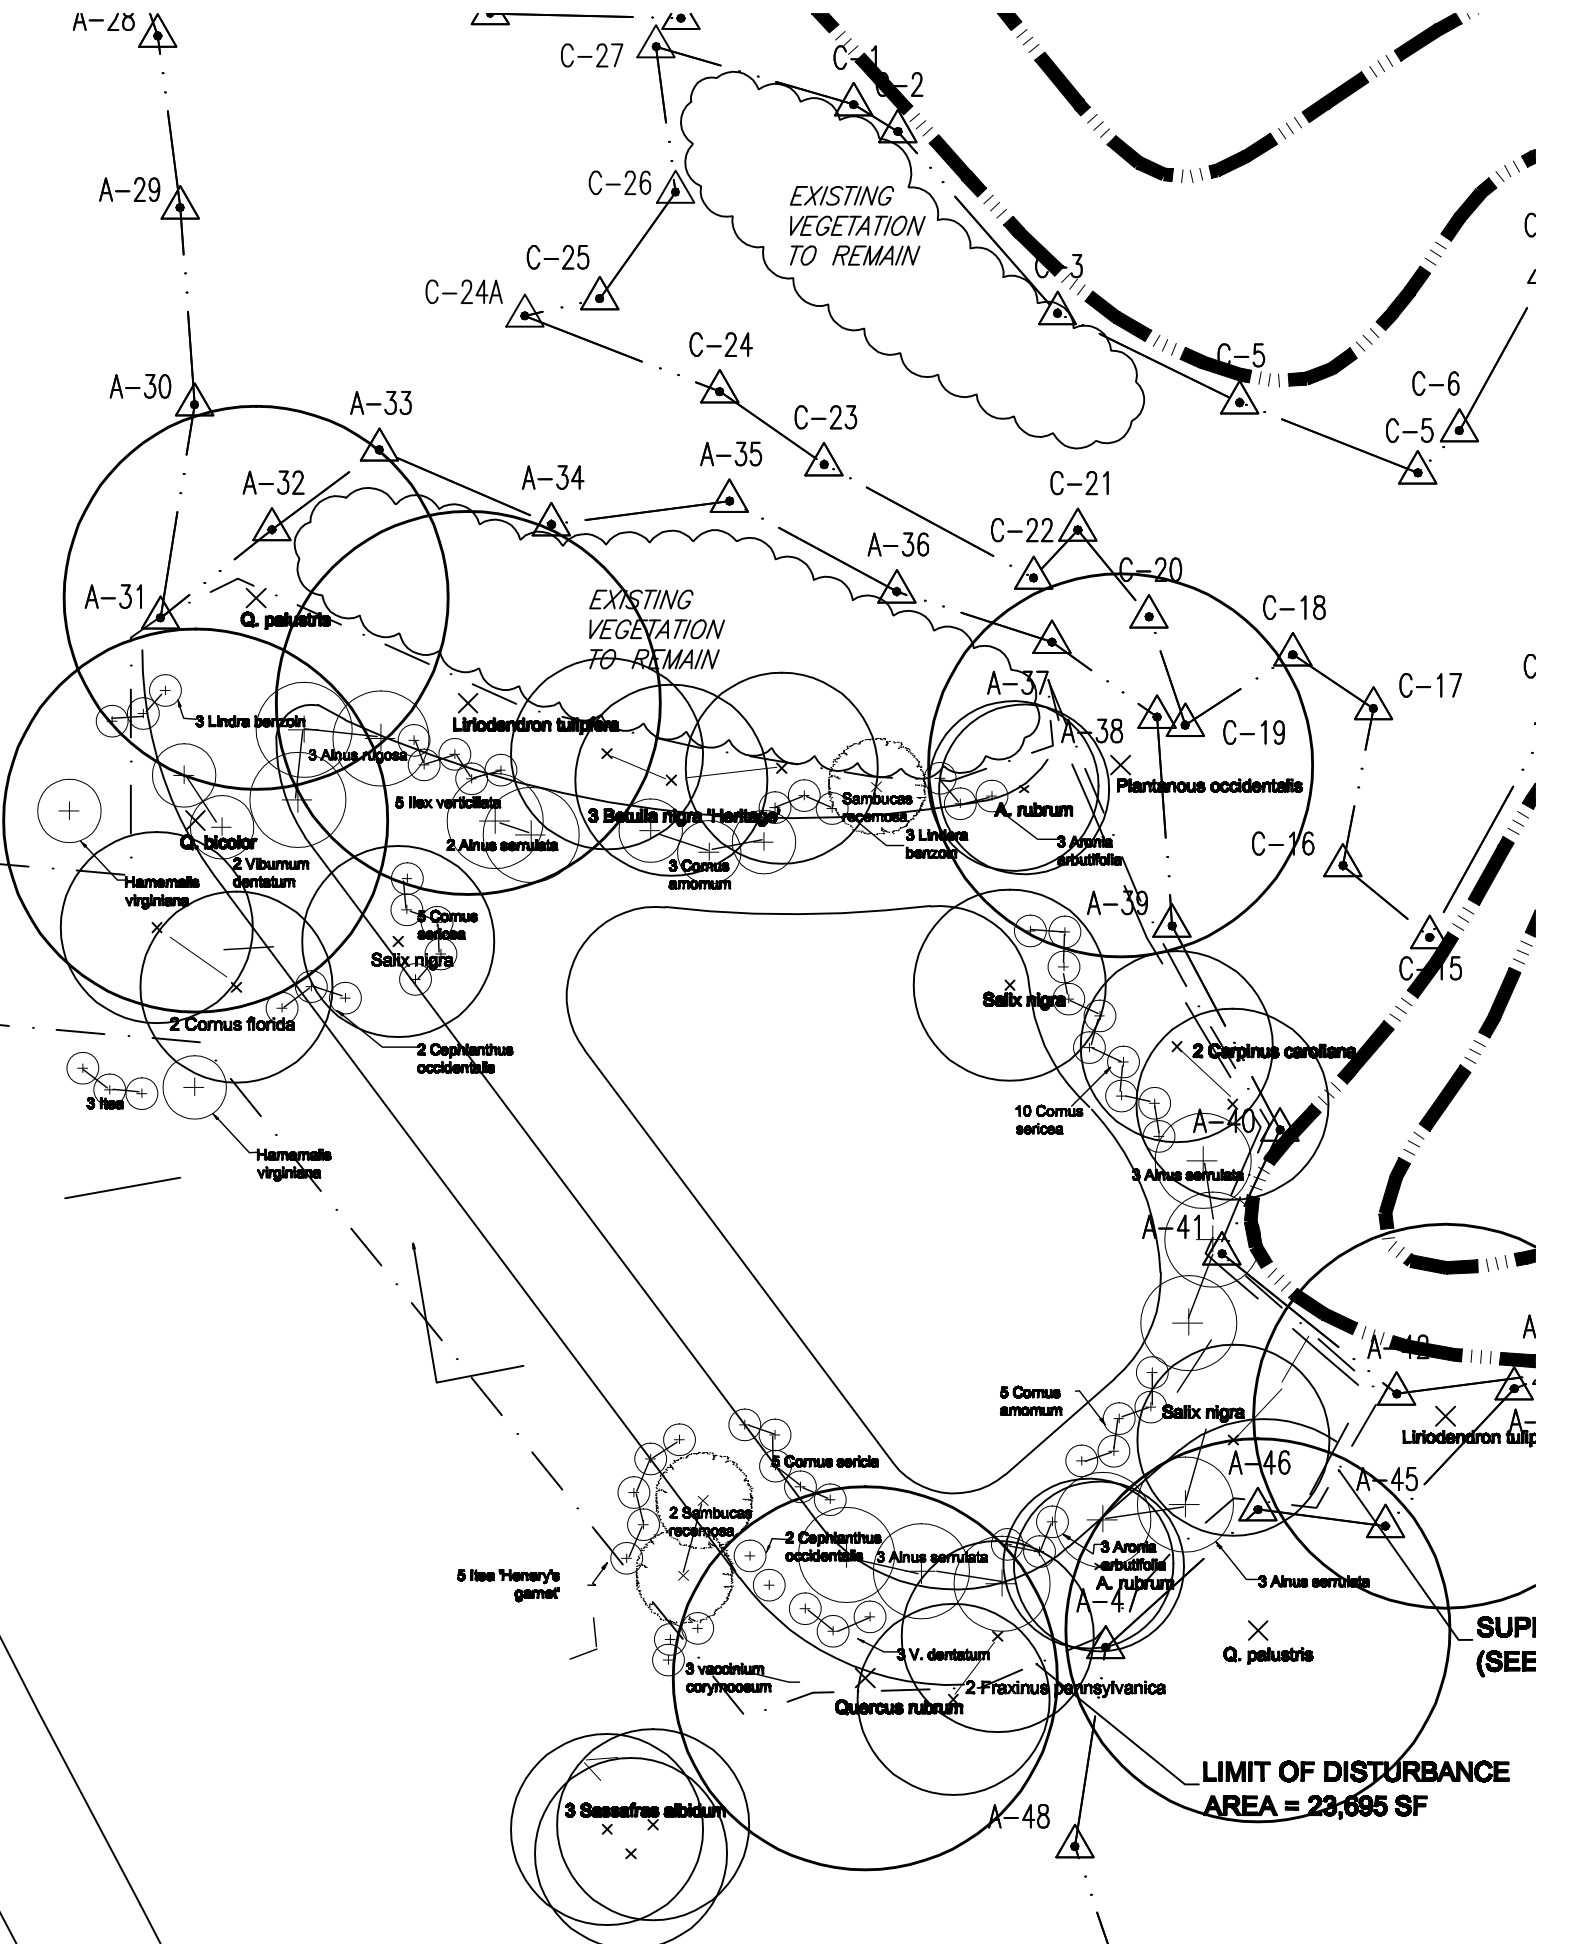 A-28
C-27
C-1
C-2
A-29
C-26
EXISTING
VEGETATION
TO REMAIN
C-25
C-24A
C-3
C
C-24
C-5
C-6
A-30
A-33
C-23
C-5
A-32
A-34
A-35
C-21
C-22
A-36
C-20
A-31
Q. palustris
EXISTING
VEGETATION
TO REMAIN
C-18
A-37
C-17
C
3 Lindra benzoin
Liriodendron tulipfera
A-38
C-19
3 Alnus rugosa
Plantanous occidentalis
5 Ilex verticillata
Sambucas
recemosa
A. rubrum
3 Betulla nigra 'Heritage'
3 Lindera
benzoin
3 Aronia
arbutifolia
Q. bicolor
2 Alnus serrulata
C-16
2 Viburnum
dentatum
3 Cornus
amomum
Hamamalis
virginiana
A-39
5 Cornus
sericea
Salix nigra
C-15
Salix nigra
2 Cornus florida
2 Cephlanthus
occidentalis
2 Carpinus caroliana
3 Itea
10 Cornus
sericea
A-40
Hamamalis
virginiana
3 Alnus serrulata
A-41
A-42
A
5 Cornus
amomum
Salix nigra
A-
Liriodendron tulip
5 Cornus sericia
A-46
A-45
2 Sambucas
recemosa
2 Cephlanthus
occidentalis
3 Alnus serrulata
3 Aronia
arbutifolia
A. rubrum
5 Itea 'Henery's
garnet'
3 Alnus serrulata
A-47
SUPI
(SEE
3 V. dentatum
Q. palustris
3 vaccinium
corymoosum
2 Fraxinus pennsylvanica
Quercus rubrum
LIMIT OF DISTURBANCE
AREA = 23,695 SF
3 Sassafras albidum
A-48